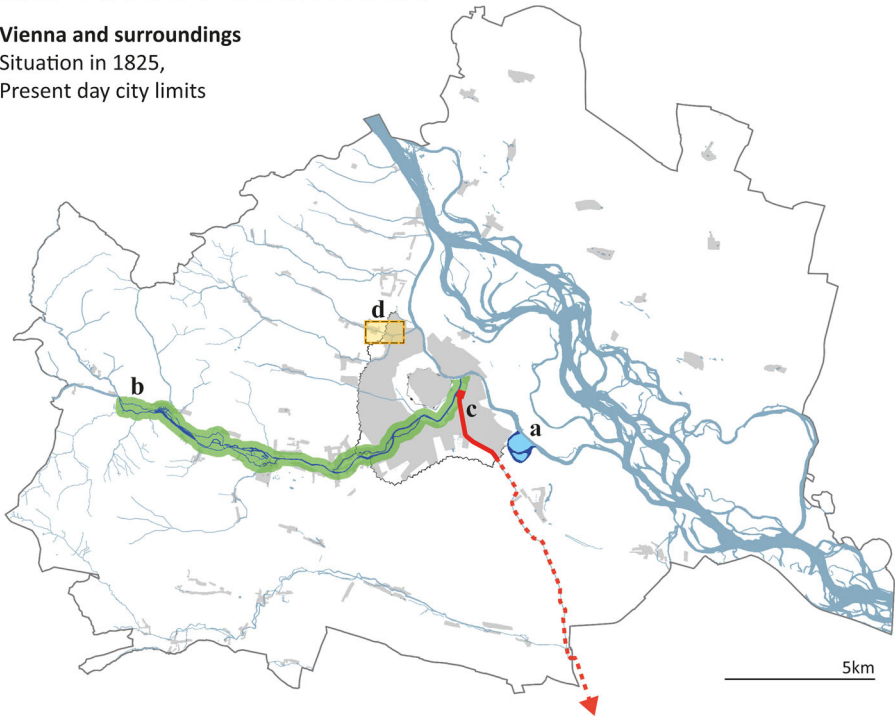 Vienna and surroundings
Situation in 1825,
Present day city limits
d
b
c
a
5km